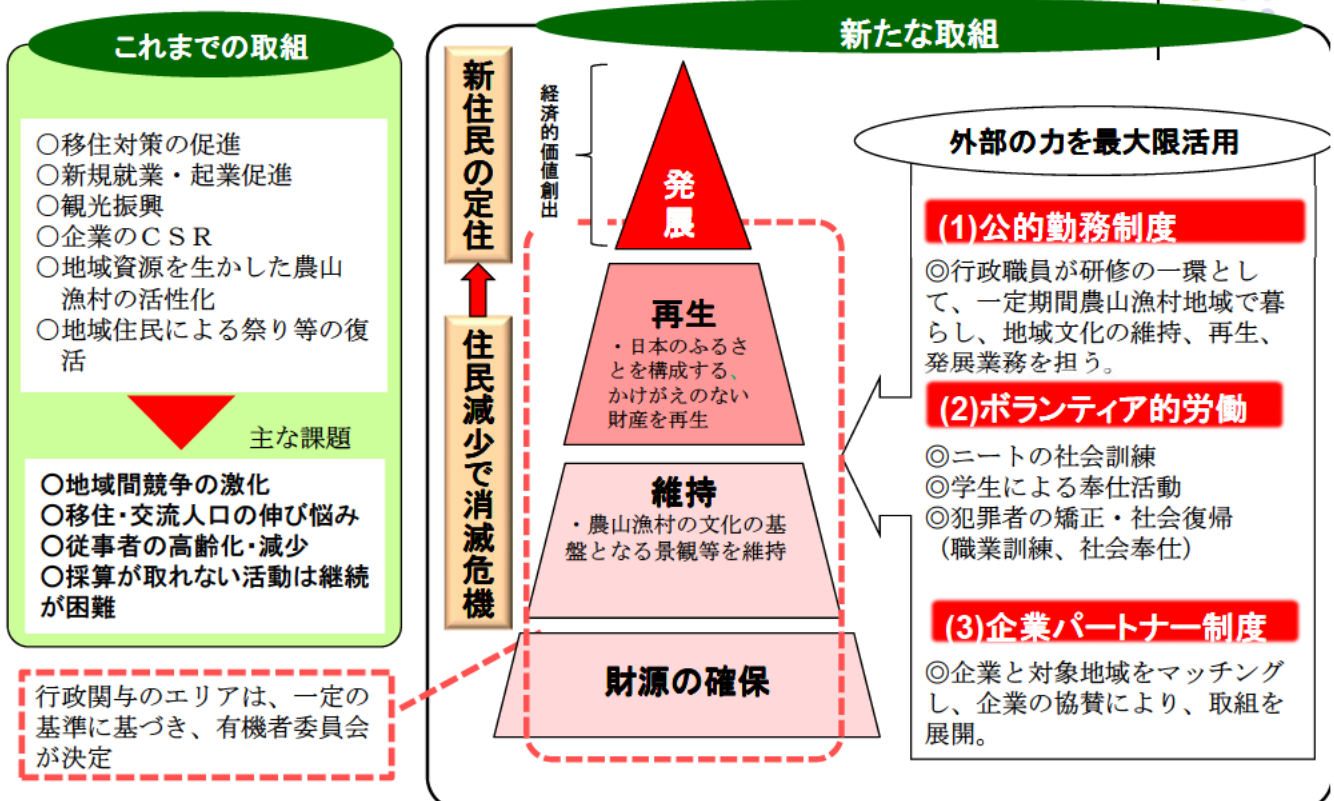 これまでの取組
○移住対策の促進
○新規就業・起業促進
○観光振興
○企業のCSR
○地域資源を生かした農山
漁村の活性化
○地域住民による祭り等の復
活
主な課題
○地域間競争の激化
○移住・交流人口の伸び悩み
○従事者の高齢化・減少
○採算が取れない活動は継続
が困難
行政関与のエリアは、一定の
基準に基づき、有機者委員会
が決定
新たな取組
新住民の定住
住民減少で消滅危機
経済的価値創出
発
展
再生
・日本のふるさ
とを構成する、
かけがえのない
財産を再生
維持
・農山漁村の文化の基
盤となる景観等を維持
財源の確保
外部の力を最大限活用
(1)公的勤務制度
◎行政職員が研修の一環とし
て、一定期間農山漁村地域で暮
らし、地域文化の維持、再生、
発展業務を担う。
(2)ボランティア的労働
◎ニートの社会訓練
◎学生による奉仕活動
◎犯罪者の矯正・社会復帰
(職業訓練、社会奉仕)
(3)企業パートナー制度
◎企業と対象地域をマッチング
し、企業の協賛により、取組を
展開。